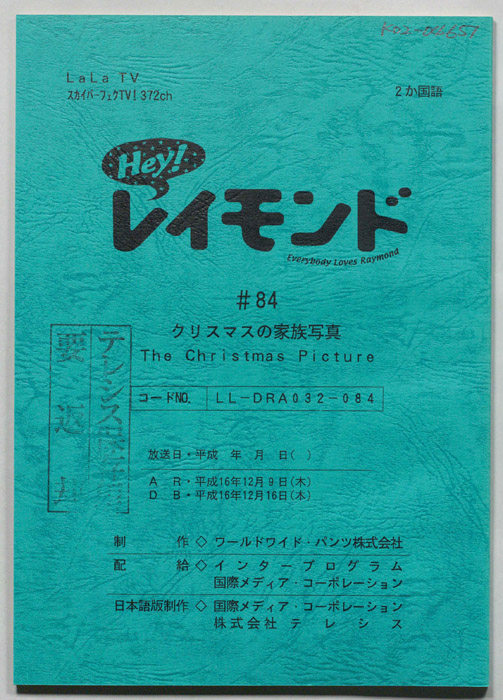 LaLa TV
スカイパーフェクTV! 372ch
2か国語
Hey!
レイモンド
Everybody Loves Raymond
#84
クリスマスの家族写真
The Christmas Picture
コードNO. LL-DRA032-084
放送日・平成 年 月 日( )
AR・平成16年12月9日(木)
DB・平成16年12月16日(木)
制作◇ワールドワイド・パンツ株式会社
配給◇インタープログラム
国際メディア・コーポレーション
日本語版制作◇国際メディア・コーポレーション
株式会社テレシス